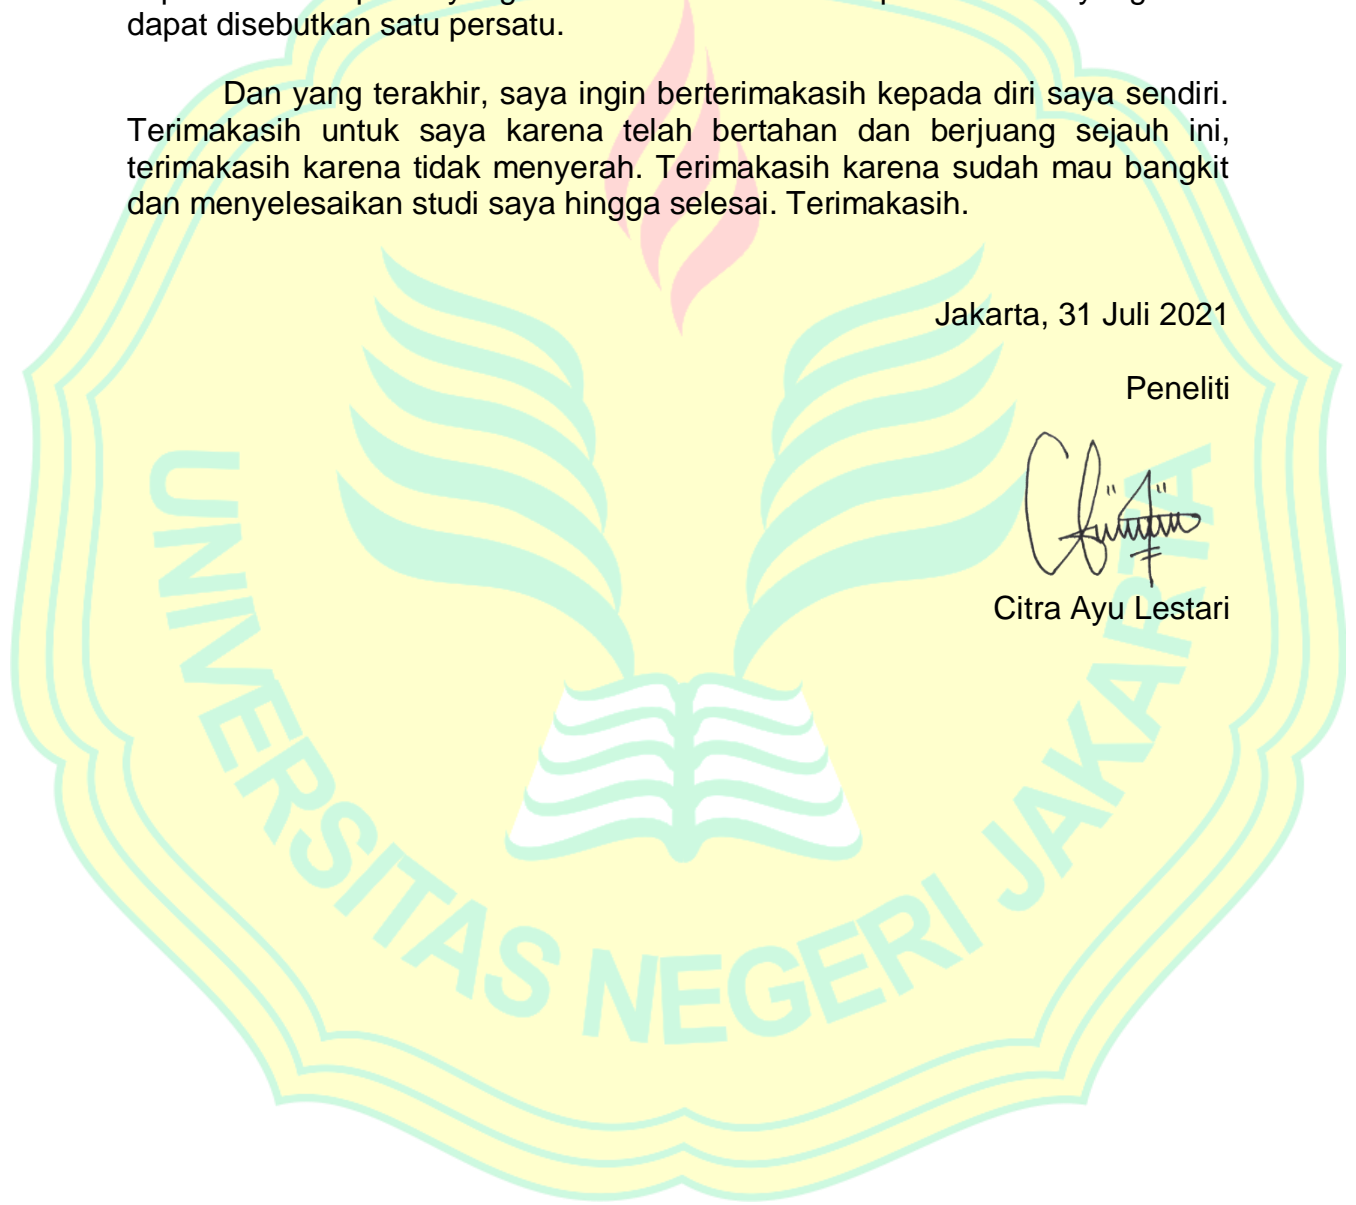 dapat disebutkan satu persatu.
Dan yang terakhir, saya ingin berterimakasih kepada diri saya sendiri.
Terimakasih untuk saya karena telah bertahan dan berjuang sejauh ini,
terimakasih karena tidak menyerah. Terimakasih karena sudah mau bangkit
dan menyelesaikan studi saya hingga selesai. Terimakasih.
Jakarta, 31 Juli 2021
Peneliti
Citra Ayu Lestari
UNIVERSITAS NEGERI JAKARTA